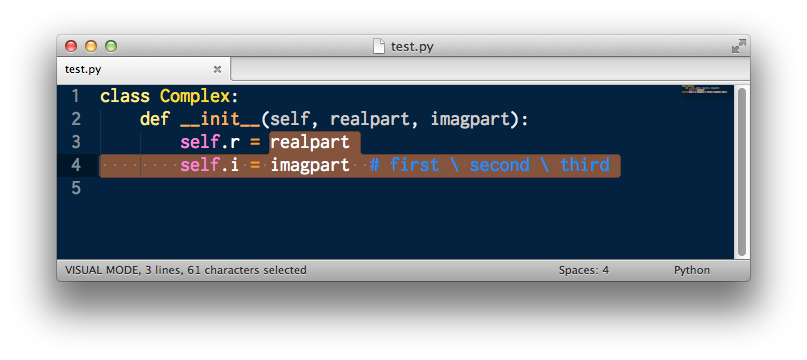 test.py
test.py
1 class Complex:
2     def __init__(self, realpart, imagpart):
3         self.r = realpart
4         self.i = imagpart  # first \ second \ third
5
VISUAL MODE, 3 lines, 61 characters selected Spaces: 4 Python